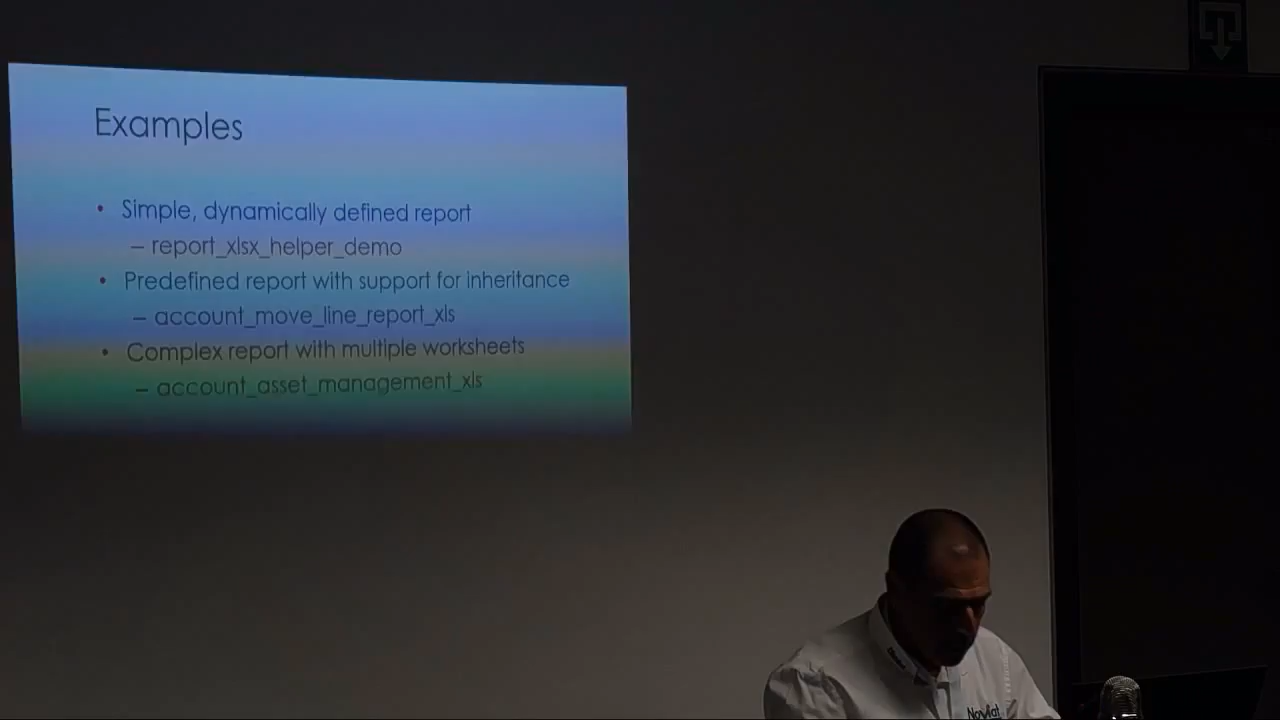 Examples
• Simple, dynamically defined report
– report_xlsx_helper_demo
• Predefined report with support for inheritance
– account_move_line_report_xls
• Complex report with multiple worksheets
– account_asset_management_xls
Noviat